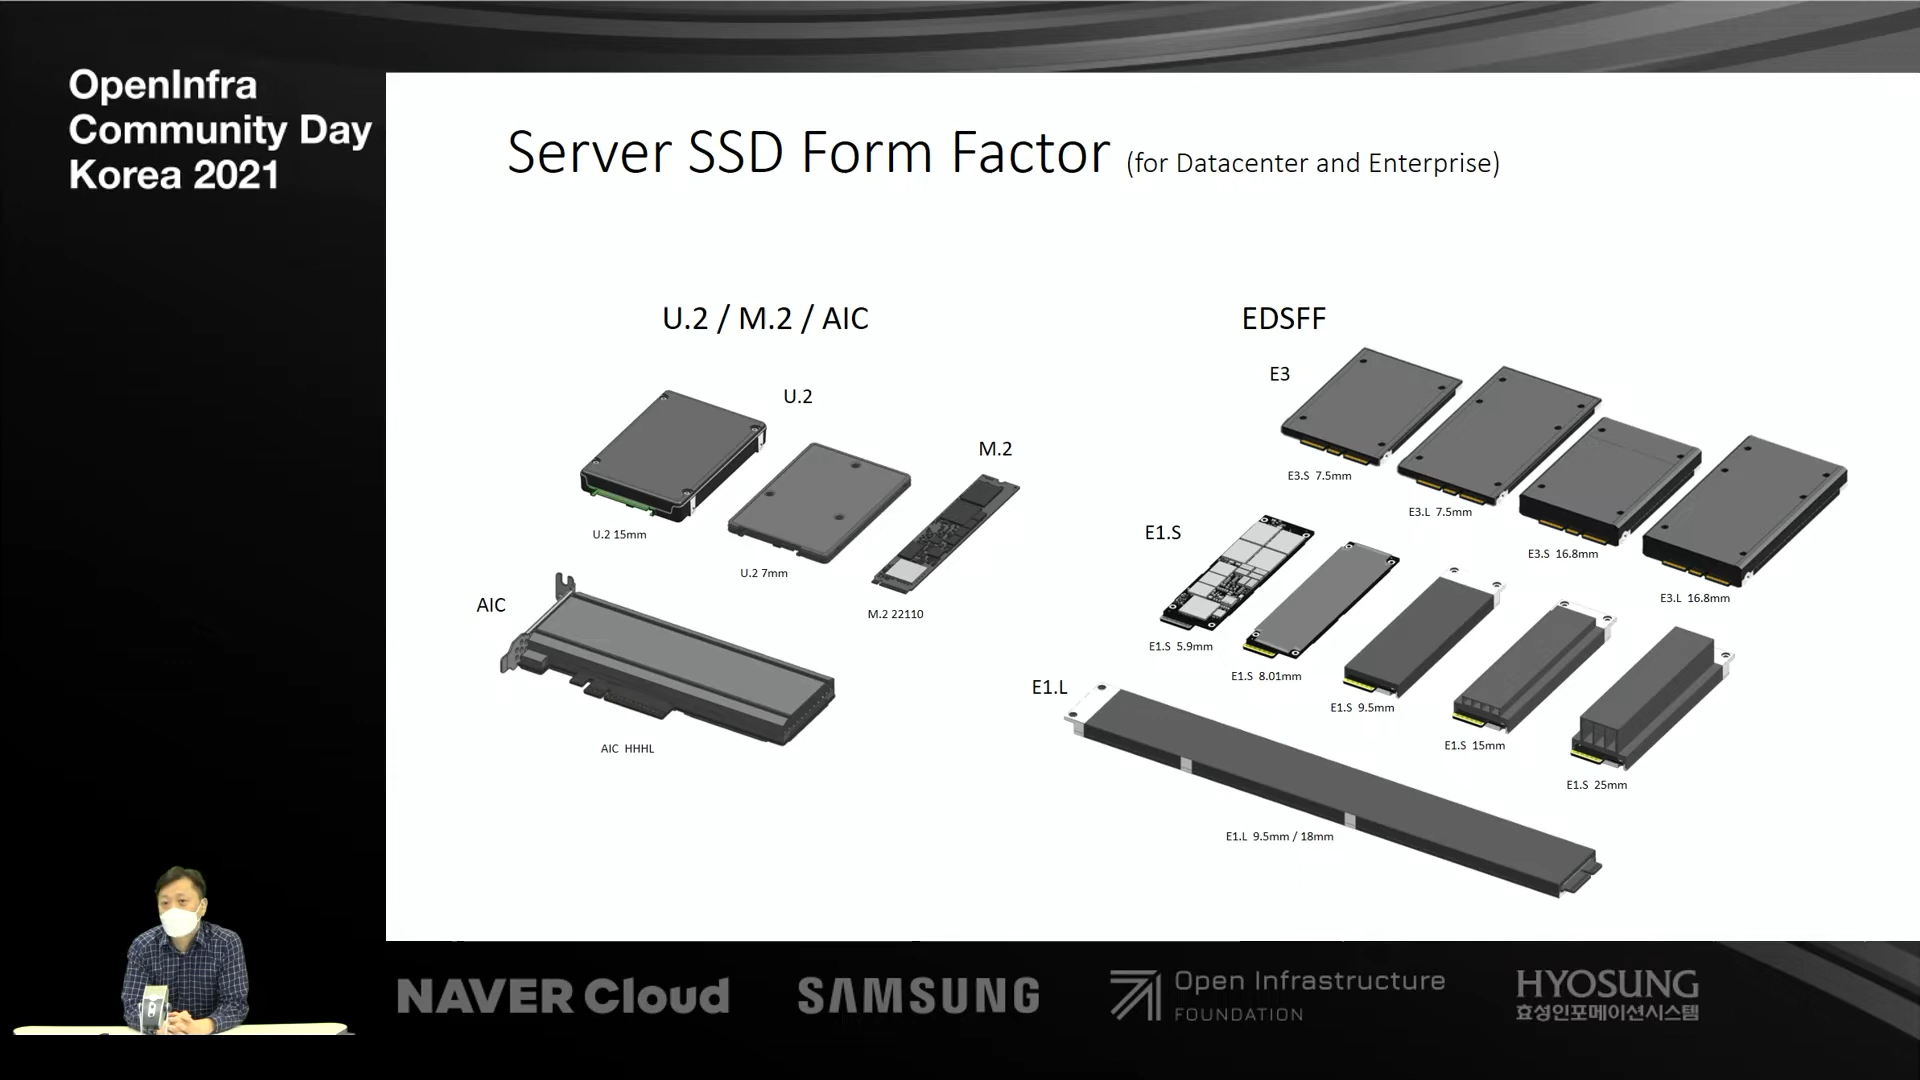 OpenInfra
Community Day
Korea 2021
Server SSD Form Factor (for Datacenter and Enterprise)
U.2 / M.2 / AIC
U.2
M.2
U.2 15mm
U.2 7mm
M.2 22110
AIC
AIC HHHL
EDSFF
E3
E3.S 7.5mm
E3.L 7.5mm
E3.S 16.8mm
E3.L 16.8mm
E1.S
E1.S 5.9mm
E1.S 8.01mm
E1.S 9.5mm
E1.S 15mm
E1.S 25mm
E1.L
E1.L 9.5mm / 18mm
NAVER Cloud
SAMSUNG
Open Infrastructure
FOUNDATION
HYOSUNG
효성인포메이션시스템